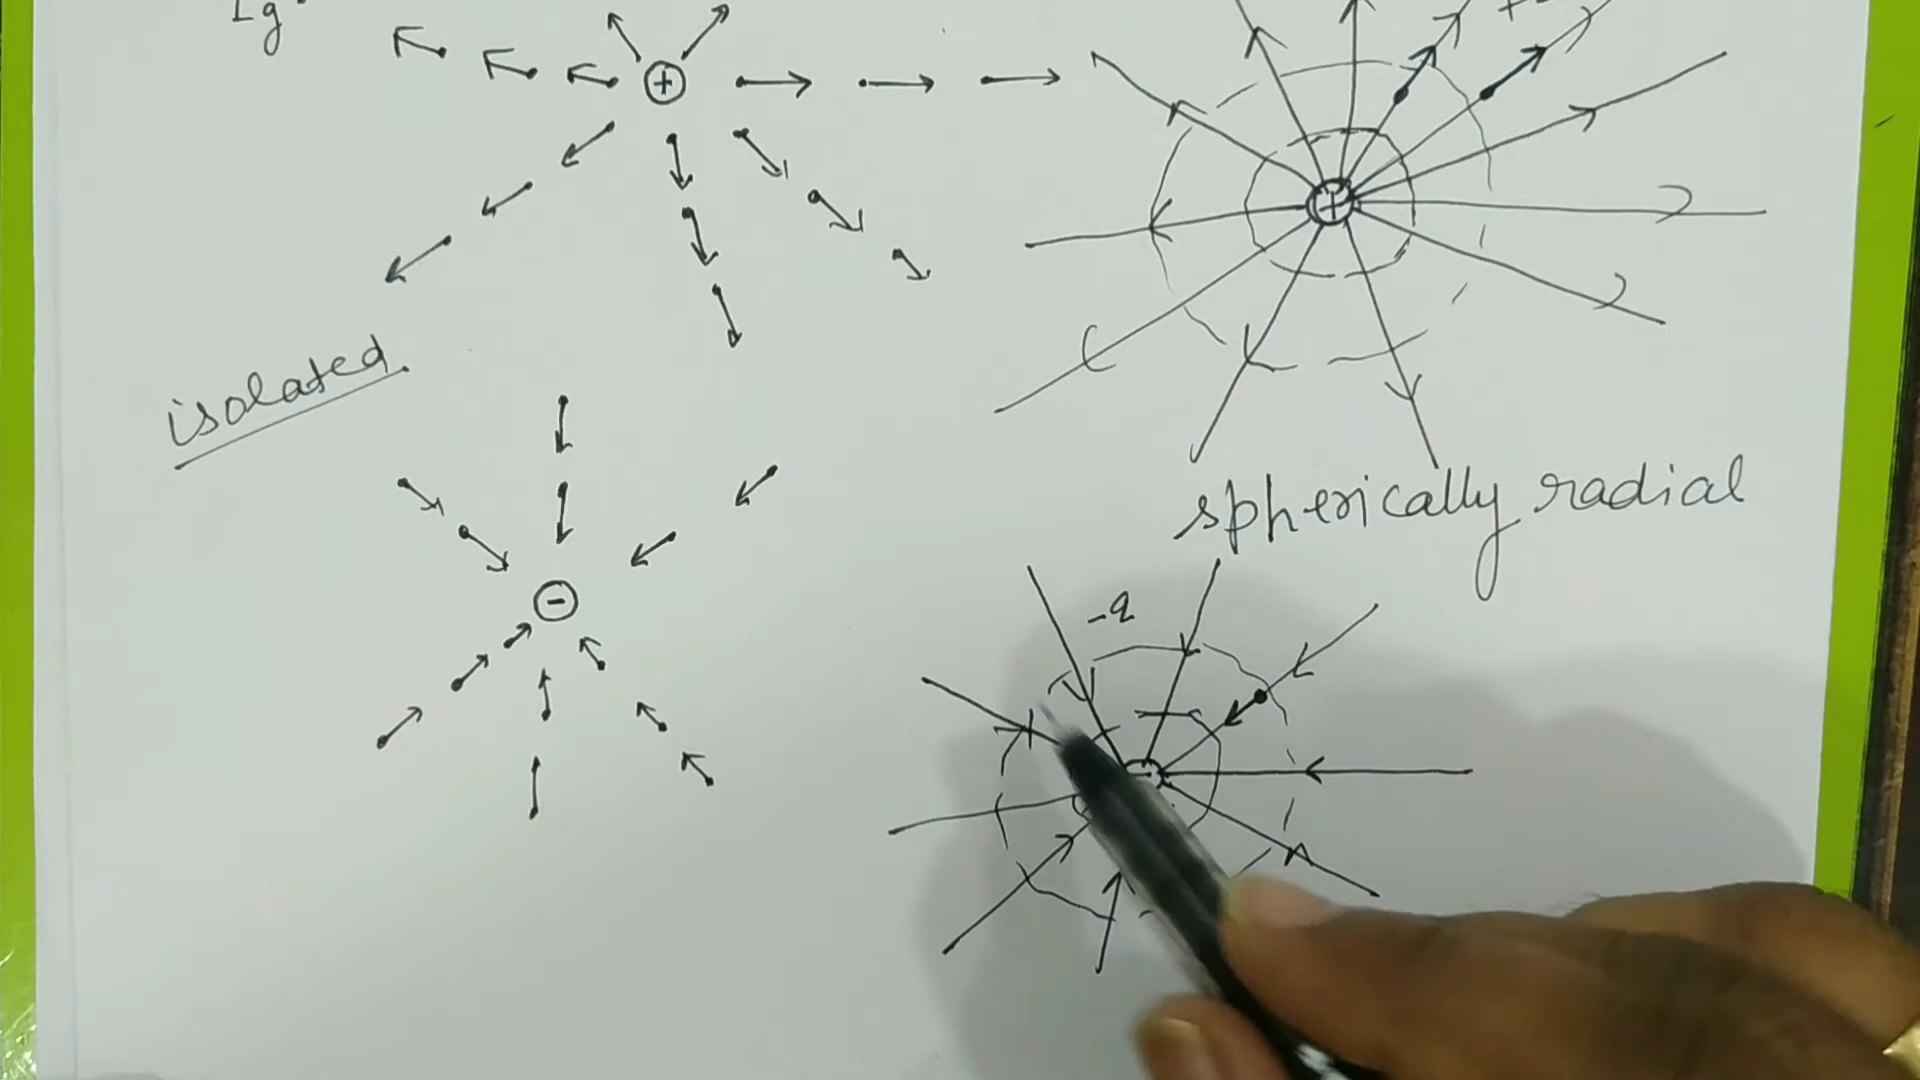 +
+
isolated
spherically radial
-q
-
-